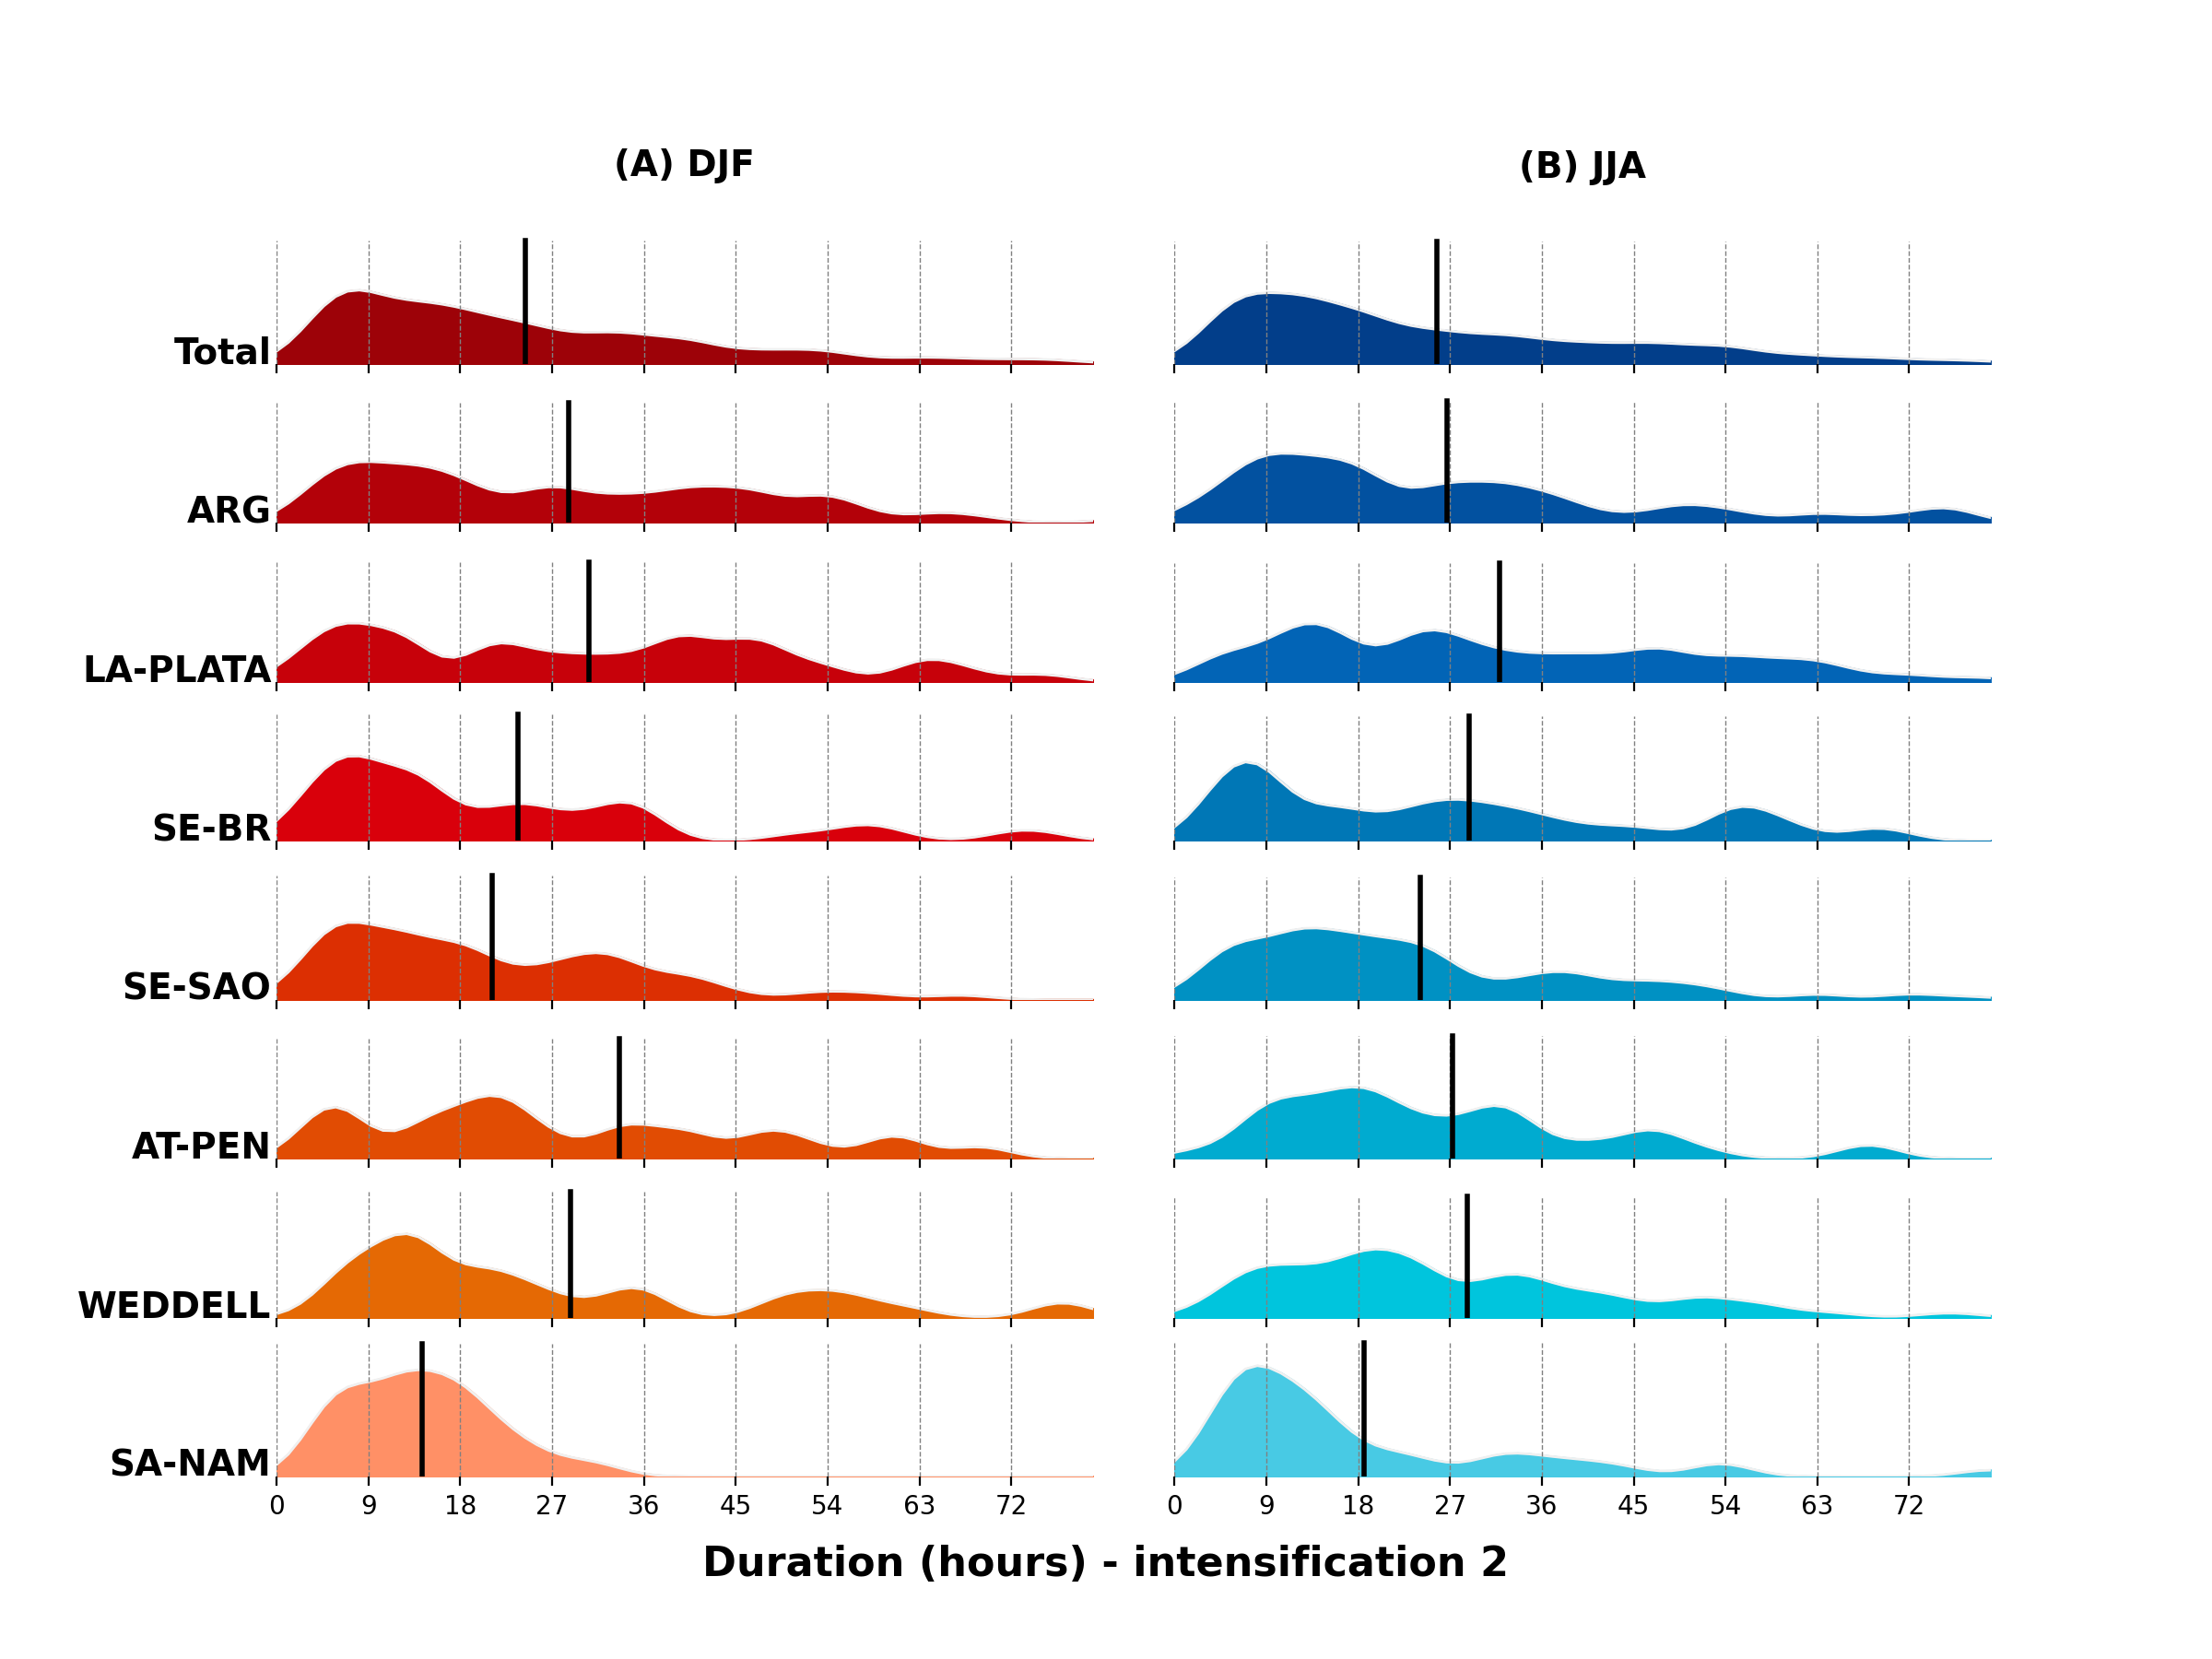 (A) DJF
(B) JJA
Total
ARG
LA-PLATA
SE-BR
SE-SAO
AT-PEN
WEDDELL
SA-NAM
0 9 18 27 36 45 54 63 72
0 9 18 27 36 45 54 63 72
Duration (hours) - intensification 2